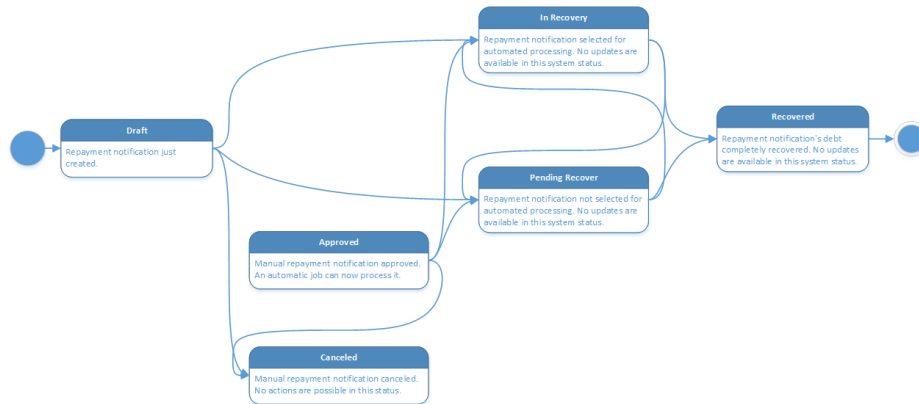 In Recovery
Repayment notification selected for
automated processing. No updates are
available in this system status.
Draft
Repayment notification just
created.
Recovered
Repayment notification's debt
completely recovered. No updates
are available in this system status.
Pending Recover
Repayment notification not selected for
automated processing. No updates are
available in this system status.
Approved
Manual repayment notification approved.
An automatic job can now process it.
Canceled
Manual repayment notification canceled.
No actions are possible in this status.